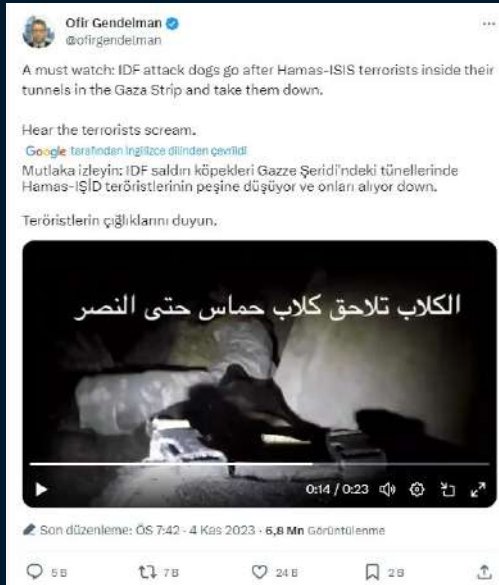 Ofir Gendelman
@ofirgendelman
A must watch: IDF attack dogs go after Hamas-ISIS terrorists inside their
tunnels in the Gaza Strip and take them down.
Hear the terrorists scream.
Google tarafından İngilizce dilinden çevrildi
Mutlaka izleyin: IDF saldırı köpekleri Gazze Şeridi'ndeki tünellerinde
Hamas-IŞİD teröristlerinin peşine düşüyor ve onları alıyor down.
Teröristlerin çığlıklarını duyun.
الكلاب تلاحق كلاب حماس حتى النصر
0:14 / 0:23
Son düzenleme: ÖS 7:42 · 4 Kas 2023 · 6,8 Mn Görüntülenme
5 B 7 B 24 B 2 B